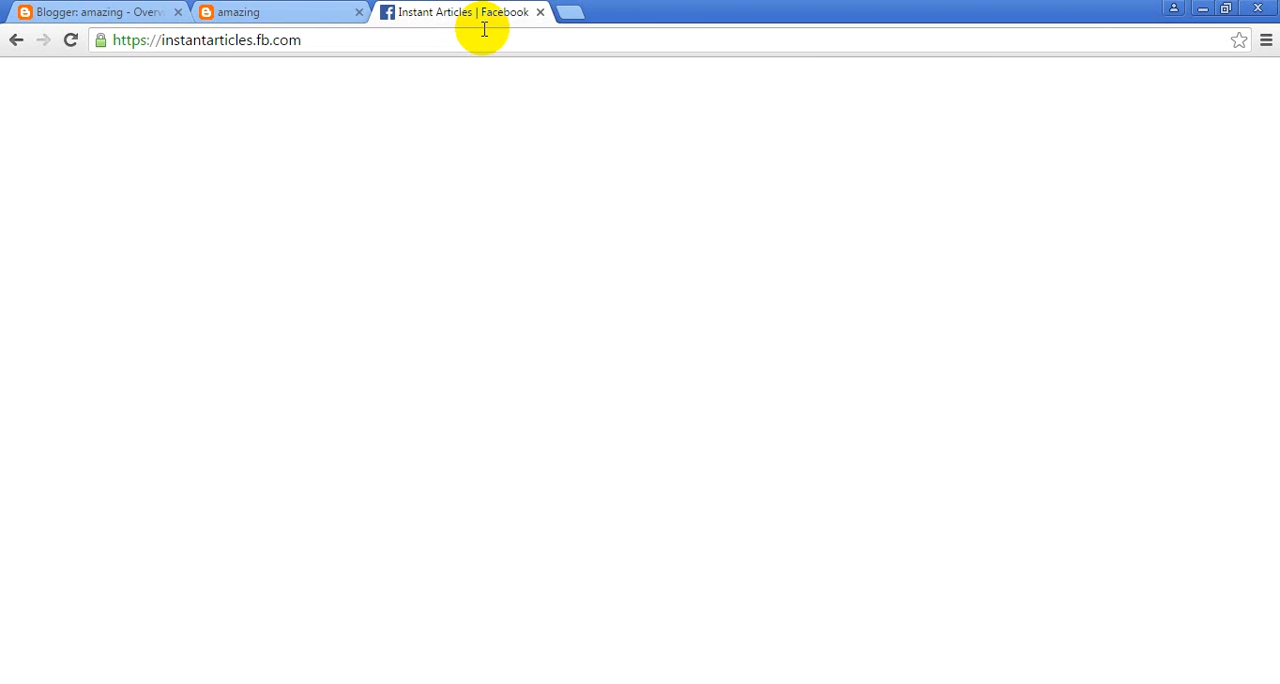 Blogger: amazing - Overv
amazing
Instant Articles | Facebook
https://instantarticles.fb.com